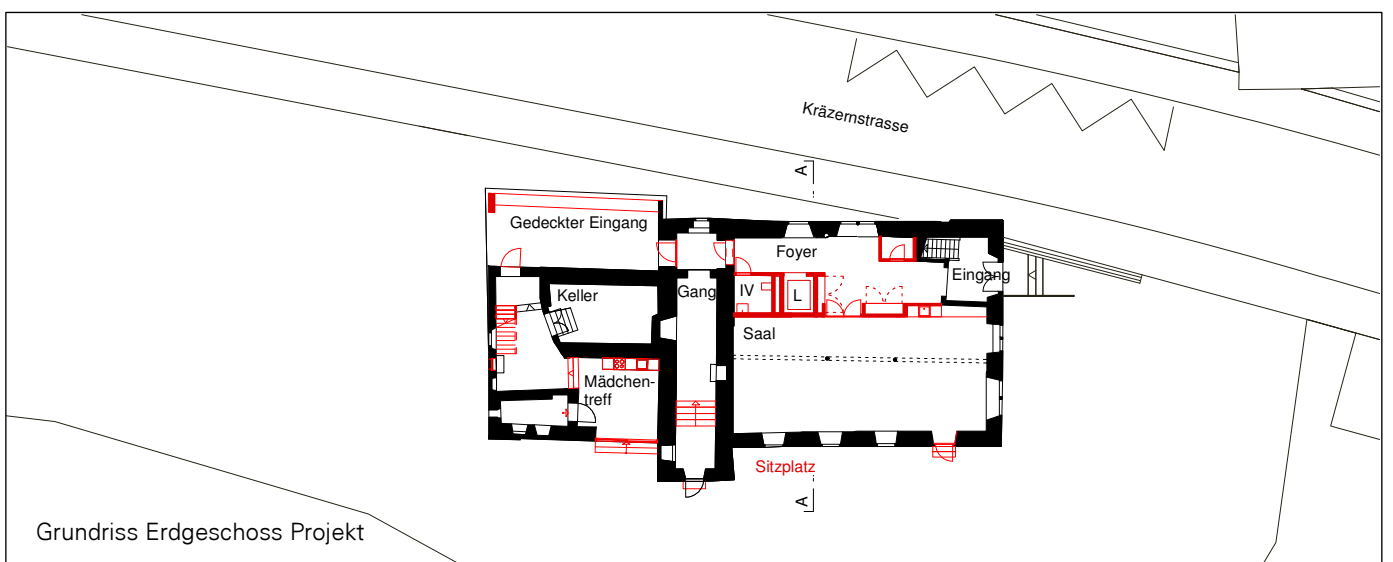 Kräzernstrasse
A
Gedeckter Eingang
Foyer
Eingang
Keller
Gang
IV
L
Saal
Mädchen-
treff
Sitzplatz
A
Grundriss Erdgeschoss Projekt